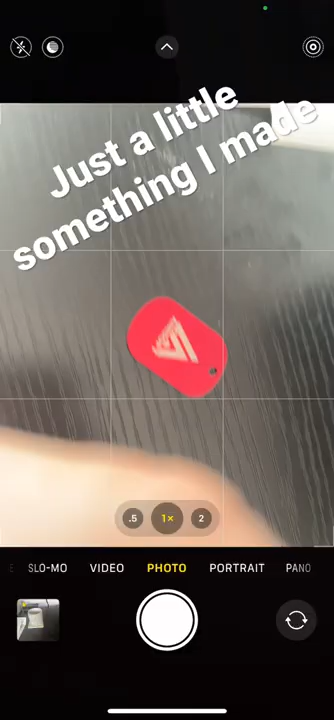 Just a little
something I made
.5
1×
2
SLO-MO
VIDEO
PHOTO
PORTRAIT
PANO